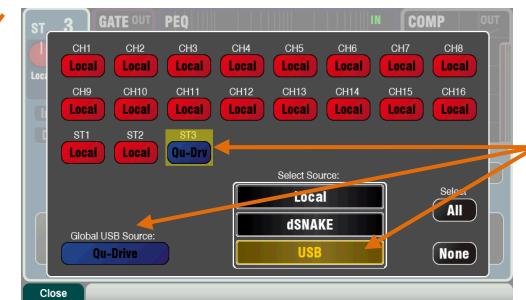 ST 3 GATE OUT PEQ IN COMP OUT
CH1 CH2 CH3 CH4 CH5 CH6 CH7 CH8
Local Local Local Local Local Local Local Local
CH9 CH10 CH11 CH12 CH13 CH14 CH15 CH16
Local Local Local Local Local Local Local Local
ST1 ST2 ST3
Local Local Qu-Drv
Select Source:
Local
dSNAKE
USB
Select
All
None
Global USB Source:
Qu-Drive
Close